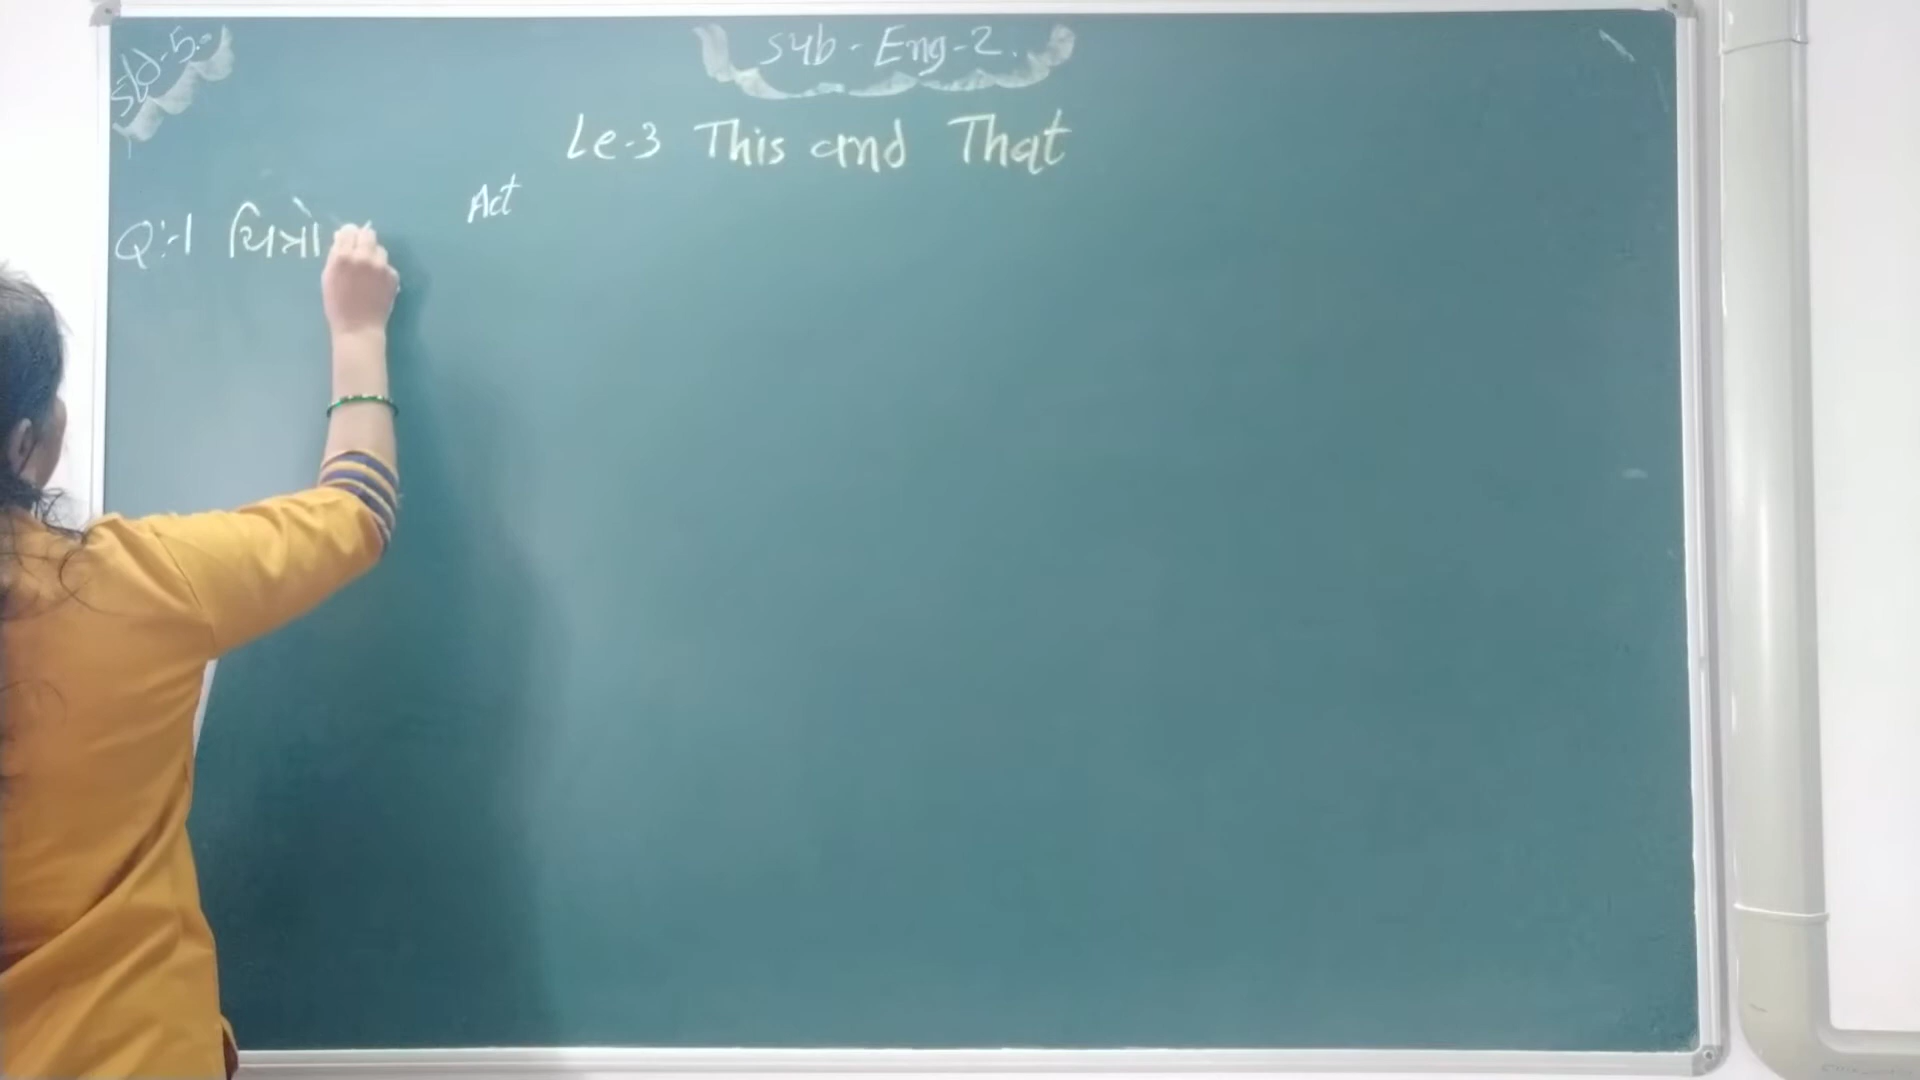 Std-5.
Sub-Eng-2.
Le-3 This and That
Act
Q:-1 ચિત્રો